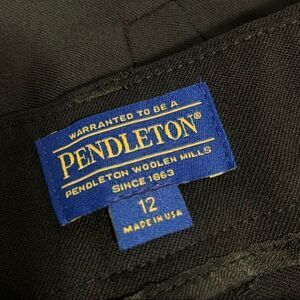 WARRANTED TO BE A
PENDLETON®
PENDLETON WOOLEN MILLS
SINCE 1863
12
MADE IN USA